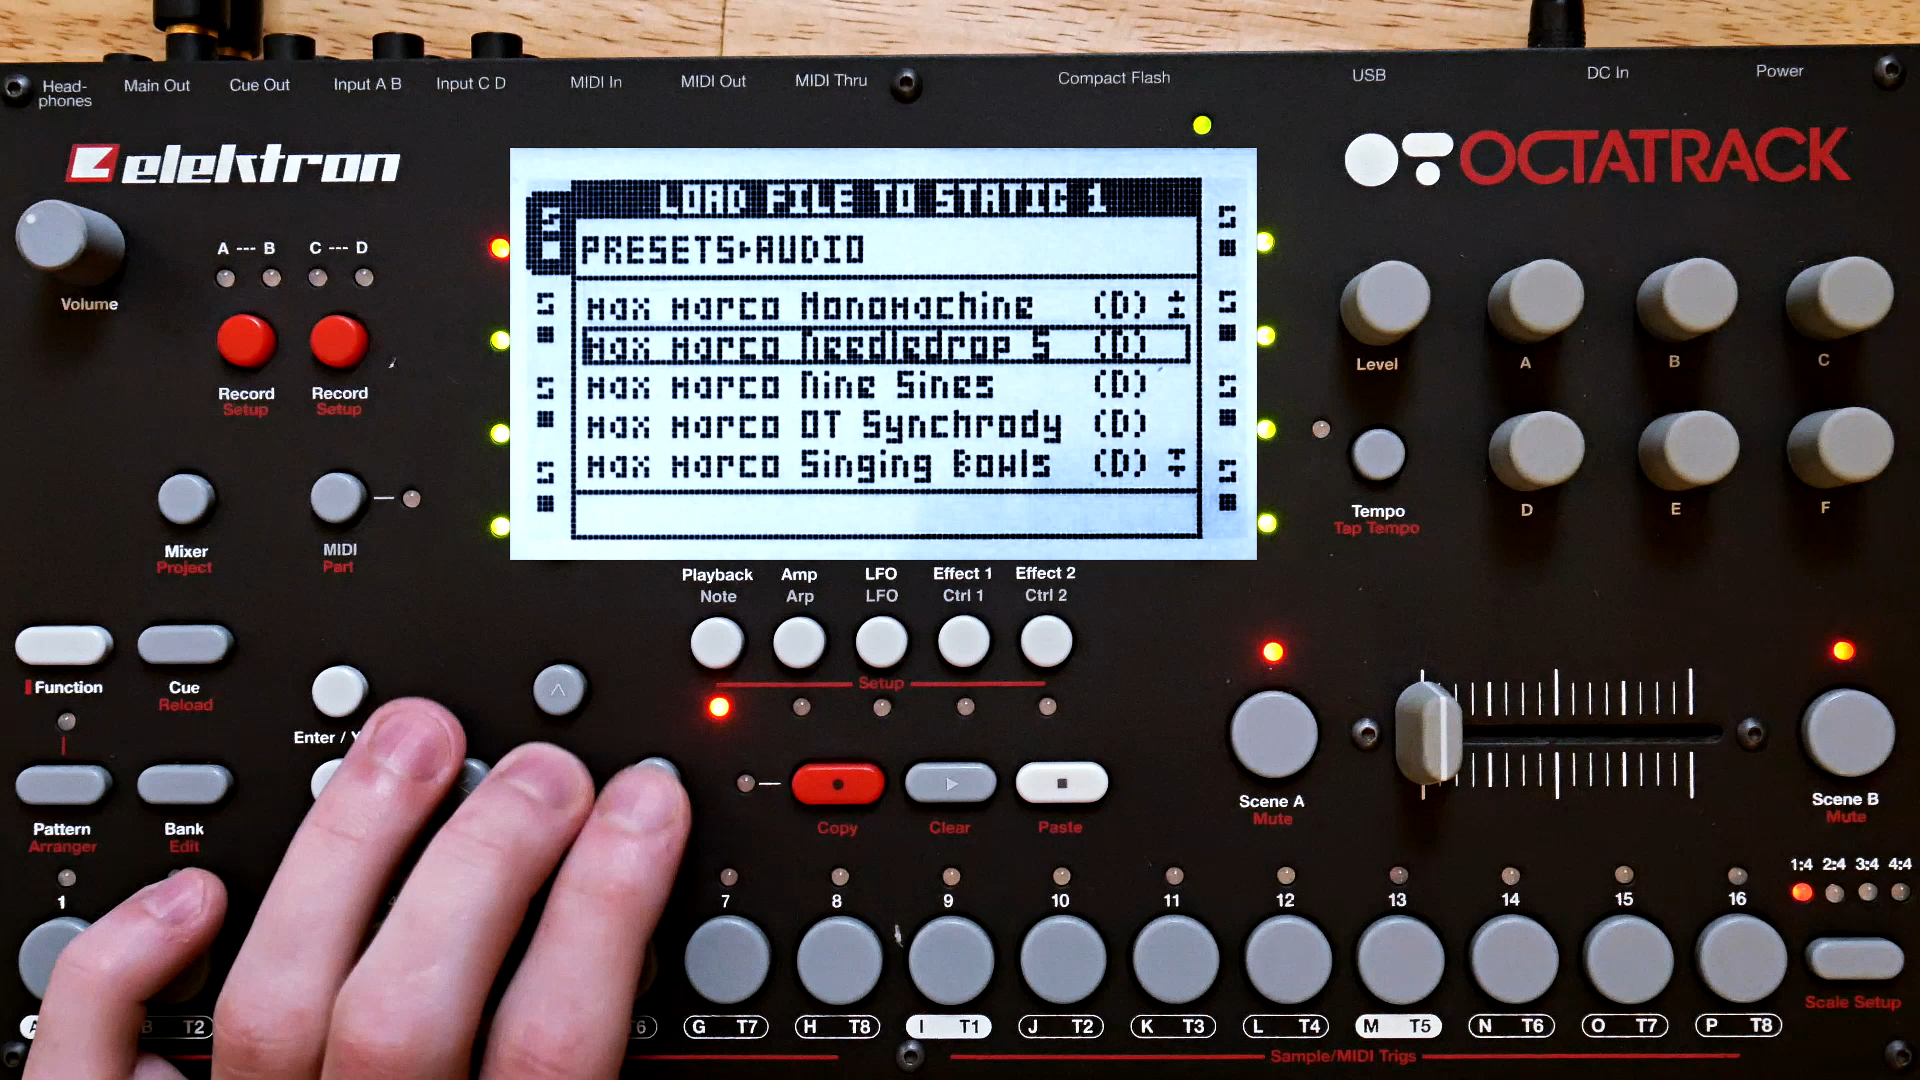 Head-
phones
Main Out
Cue Out
Input A B
Input C D
MIDI In
MIDI Out
MIDI Thru
Compact Flash
USB
DC In
Power
elektron
OCTATRACK
Volume
A --- B
C --- D
Record
Setup
Record
Setup
LOAD FILE TO STATIC 1
PRESETS▸AUDIO
Max Marco Monomachine (D)
Max Marco Needledrop S (D)
Max Marco Nine Sines (D)
Max Marco OT Synchrody (D)
Max Marco Singing Bowls (D)
Level
A
B
C
D
E
F
Tempo
Tap Tempo
Mixer
Project
MIDI
Part
Playback
Amp
LFO
Effect 1
Effect 2
Note
Arp
LFO
Ctrl 1
Ctrl 2
Setup
Function
Cue
Reload
Enter /
Pattern
Arranger
Bank
Edit
Copy
Clear
Paste
Scene A
Mute
Scene B
Mute
1:4 2:4 3:4 4:4
1
7
8
9
10
11
12
13
14
15
16
Scale Setup
B T2
G T7
H T8
I T1
J T2
K T3
L T4
M T5
N T6
O T7
P T8
Sample/MIDI Trigs